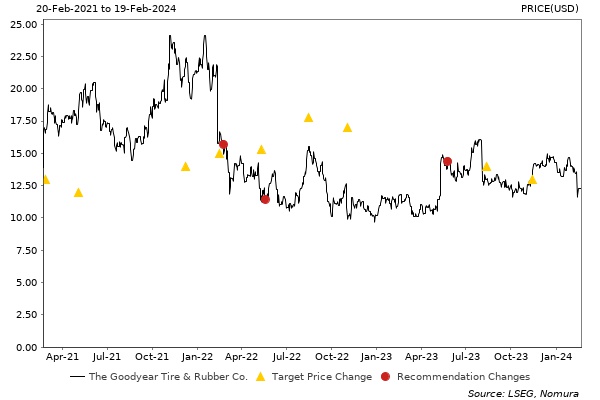 20-Feb-2021 to 19-Feb-2024 PRICE(USD)
25.00
22.50
20.00
17.50
15.00
12.50
10.00
7.50
5.00
2.50
0.00
Apr-21 Jul-21 Oct-21 Jan-22 Apr-22 Jul-22 Oct-22 Jan-23 Apr-23 Jul-23 Oct-23 Jan-24
The Goodyear Tire & Rubber Co. Target Price Change Recommendation Changes
Source: LSEG, Nomura